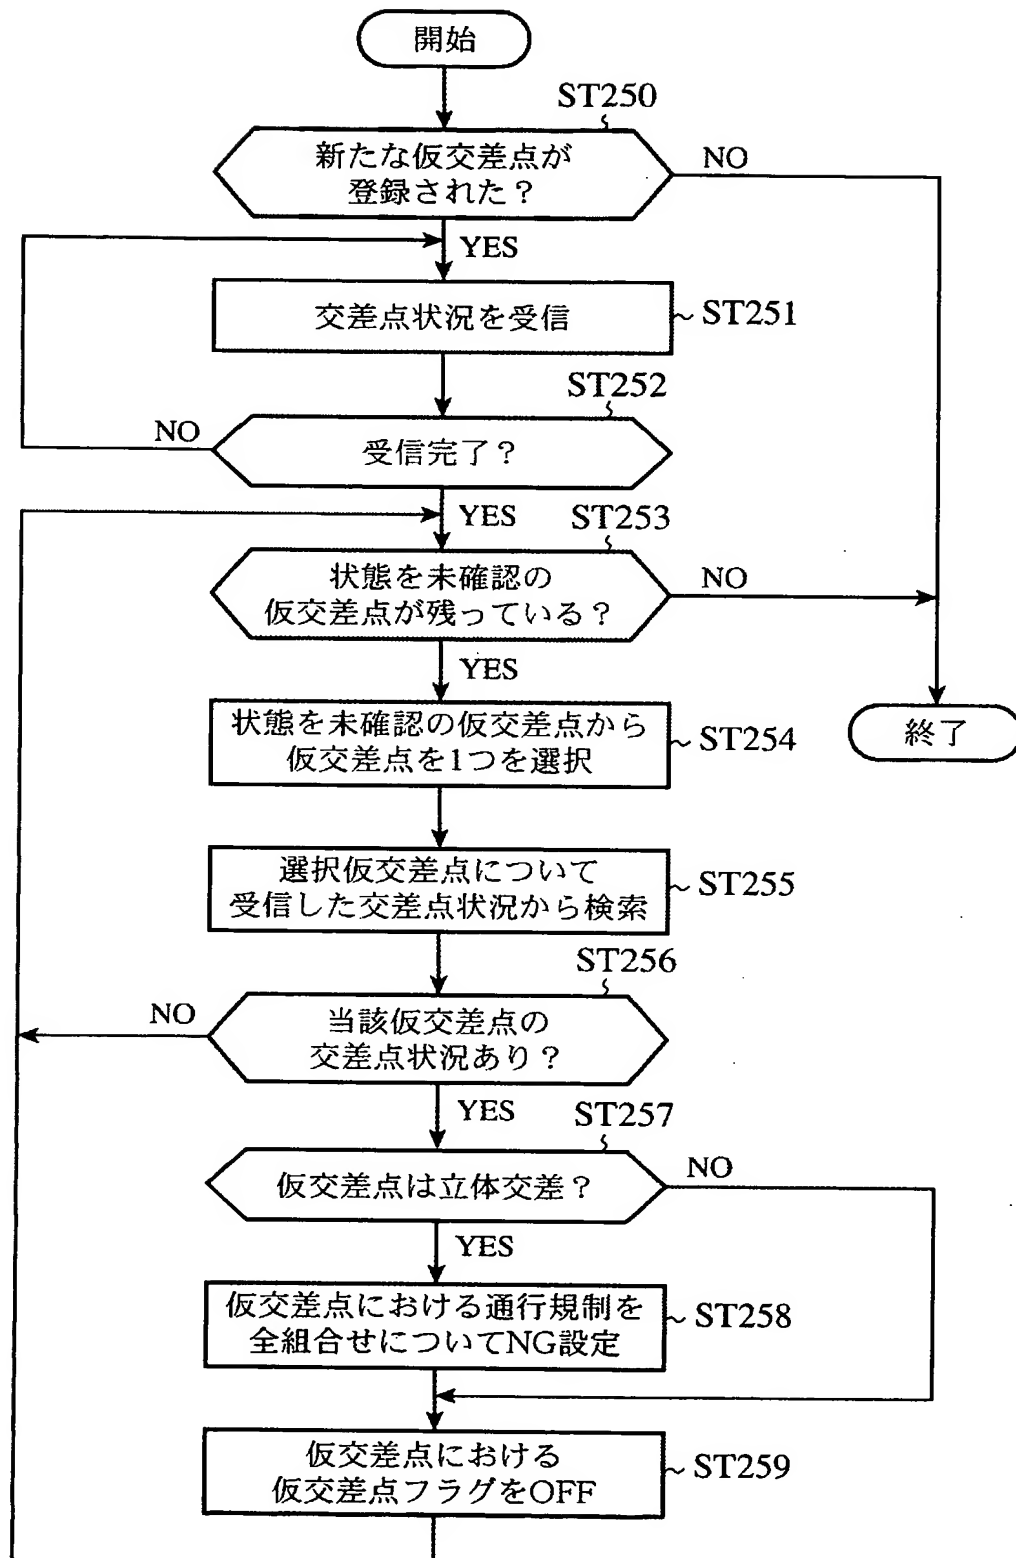 開始
ST250
新たな仮交差点が
登録された？
NO
YES
交差点状況を受信
ST251
ST252
NO
受信完了？
YES
ST253
状態を未確認の
仮交差点が残っている？
NO
YES
状態を未確認の仮交差点から
仮交差点を1つを選択
ST254
終了
選択仮交差点について
受信した交差点状況から検索
ST255
ST256
NO
当該仮交差点の
交差点状況あり？
YES
ST257
仮交差点は立体交差？
NO
YES
仮交差点における通行規制を
全組合せについてNG設定
ST258
仮交差点における
仮交差点フラグをOFF
ST259